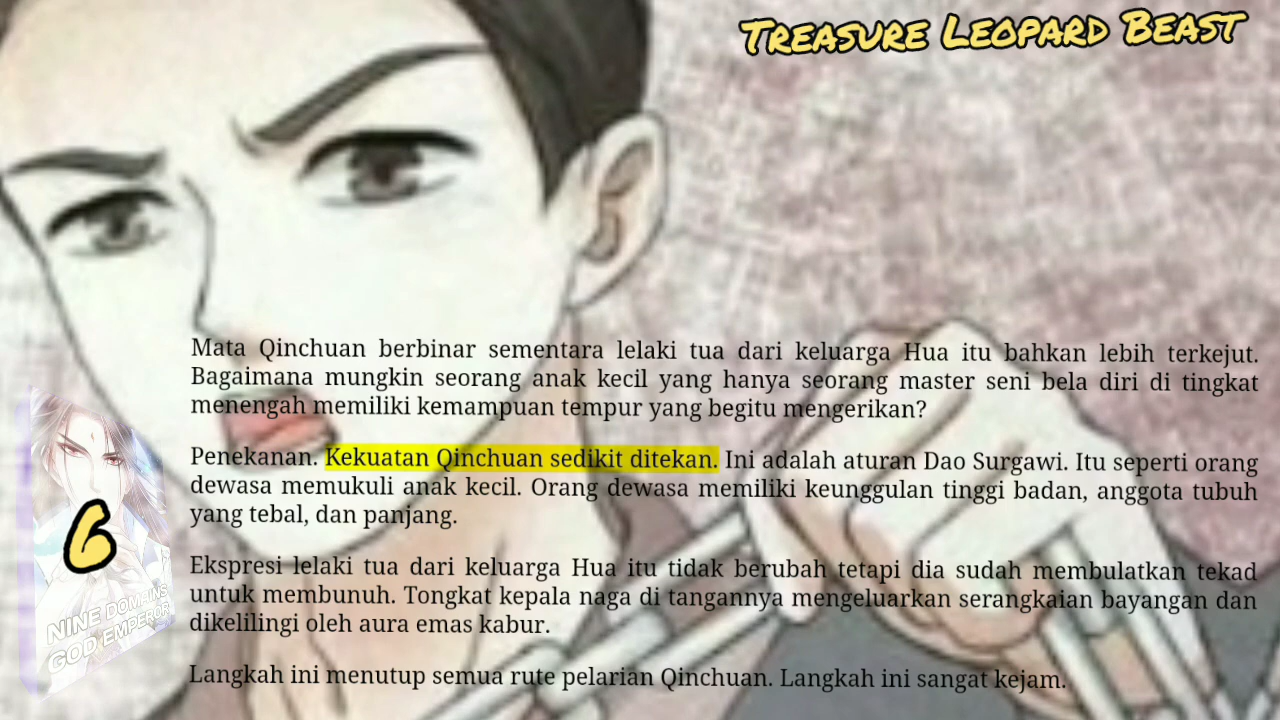 TREASURE LEOPARD BEAST
Mata Qinchuan berbinar sementara lelaki tua dari keluarga Hua itu bahkan lebih terkejut.
Bagaimana mungkin seorang anak kecil yang hanya seorang master seni bela diri di tingkat
menengah memiliki kemampuan tempur yang begitu mengerikan?
Penekanan. Kekuatan Qinchuan sedikit ditekan. Ini adalah aturan Dao Surgawi. Itu seperti orang
dewasa memukuli anak kecil. Orang dewasa memiliki keunggulan tinggi badan, anggota tubuh
yang tebal, dan panjang.
Ekspresi lelaki tua dari keluarga Hua itu tidak berubah tetapi dia sudah membulatkan tekad
untuk membunuh. Tongkat kepala naga di tangannya mengeluarkan serangkaian bayangan dan
dikelilingi oleh aura emas kabur.
Langkah ini menutup semua rute pelarian Qinchuan. Langkah ini sangat kejam.
6
NINE DOMAINS
GOD EMPEROR